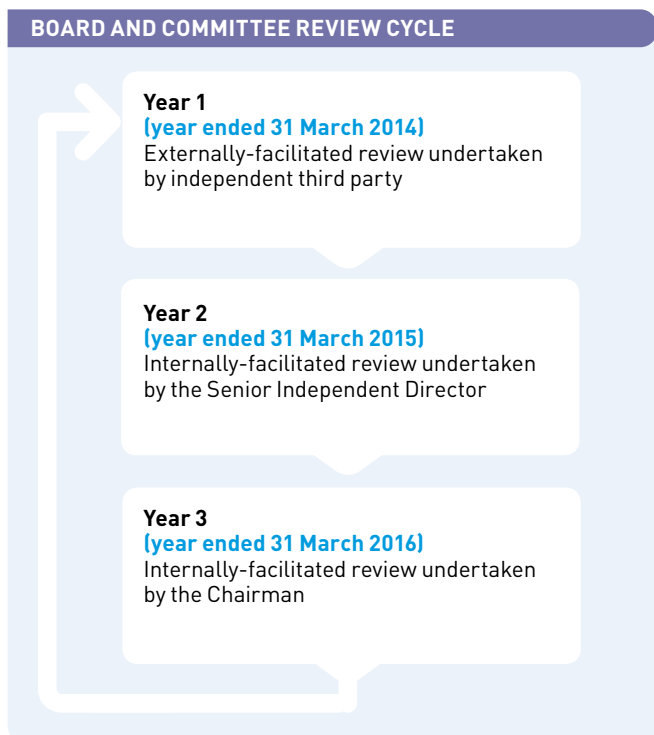 BOARD AND COMMITTEE REVIEW CYCLE
Year 1
(year ended 31 March 2014)
Externally-facilitated review undertaken
by independent third party
Year 2
(year ended 31 March 2015)
Internally-facilitated review undertaken
by the Senior Independent Director
Year 3
(year ended 31 March 2016)
Internally-facilitated review undertaken
by the Chairman